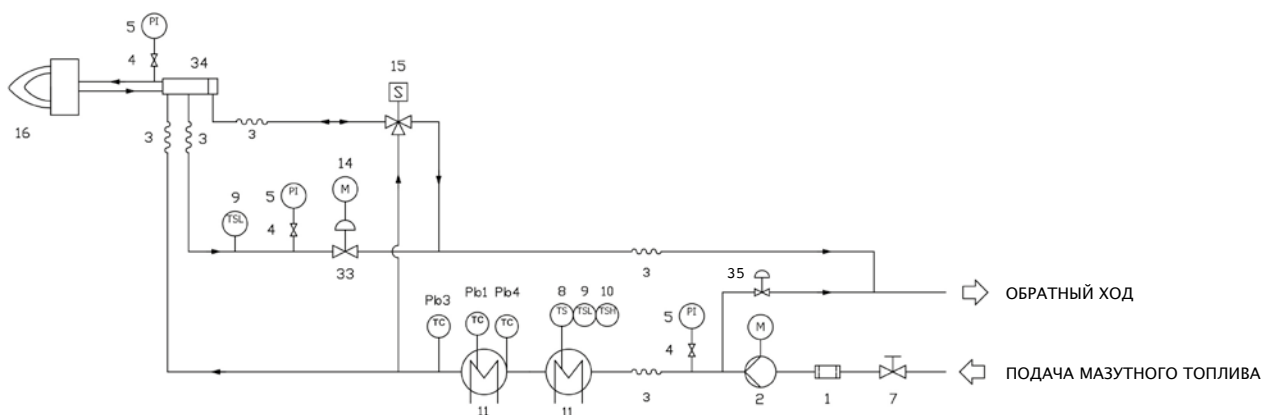 5 PI
4
34
15
S
16
3 3
3
14
M
9
TSL
5 PI
4
33
3
35
ОБРАТНЫЙ ХОД
Pb3 Pb1 Pb4
TC TC TC
8 9 10
TS TSL TSH
5 PI
4
M
ПОДАЧА МАЗУТНОГО ТОПЛИВА
11 11
3
2 1 7